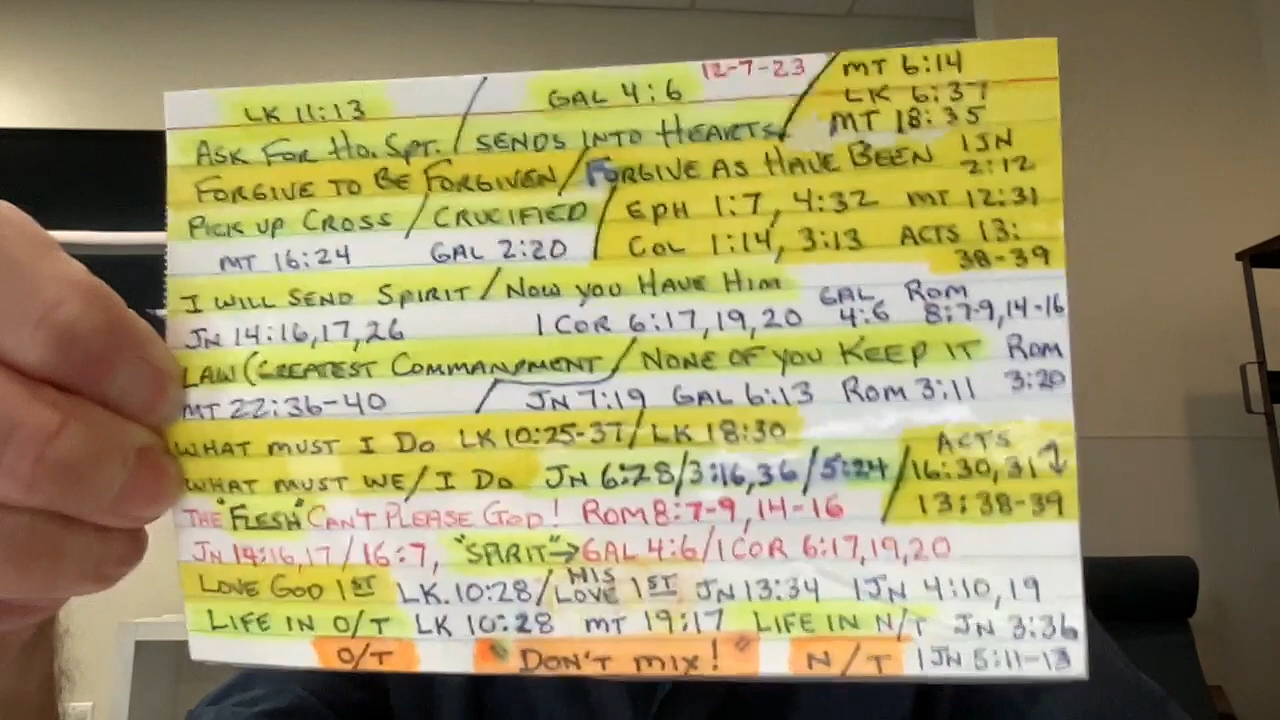 LK 11:13 / GAL 4:6 12-7-23 / MT 6:14
LK 6:37
ASK FOR HO. SPT. / SENDS INTO HEARTS / MT 18:35
FORGIVE TO BE FORGIVEN / FORGIVE AS HAVE BEEN 1JN 2:12
PICK UP CROSS / CRUCIFIED / EPH 1:7, 4:32 MT 12:31
MT 16:24 GAL 2:20 / COL 1:14, 3:13 ACTS 13:38-39
I WILL SEND SPIRIT / NOW YOU HAVE HIM
JN 14:16,17,26 1 COR 6:17,19,20 GAL 4:6 ROM 8:7-9,14-16
LAW (GREATEST COMMANDMENT / NONE OF YOU KEEP IT ROM 3:20
MT 22:36-40 / JN 7:19 GAL 6:13 ROM 3:11
WHAT MUST I DO LK 10:25-37 / LK 18:30
WHAT MUST WE/I DO JN 6:28/3:16,36/5:24 / ACTS 16:30,31↓
13:38-39
THE "FLESH" CAN'T PLEASE GOD! ROM 8:7-9, 14-16
JN 14:16,17/16:7, "SPIRIT"→GAL 4:6/1COR 6:17,19,20
LOVE GOD 1ST LK. 10:28/HIS LOVE 1ST JN 13:34 1JN 4:10,19
LIFE IN O/T LK 10:28 MT 19:17 LIFE IN N/T JN 3:36
O/T "DON'T MIX!" N/T 1JN 5:11-13